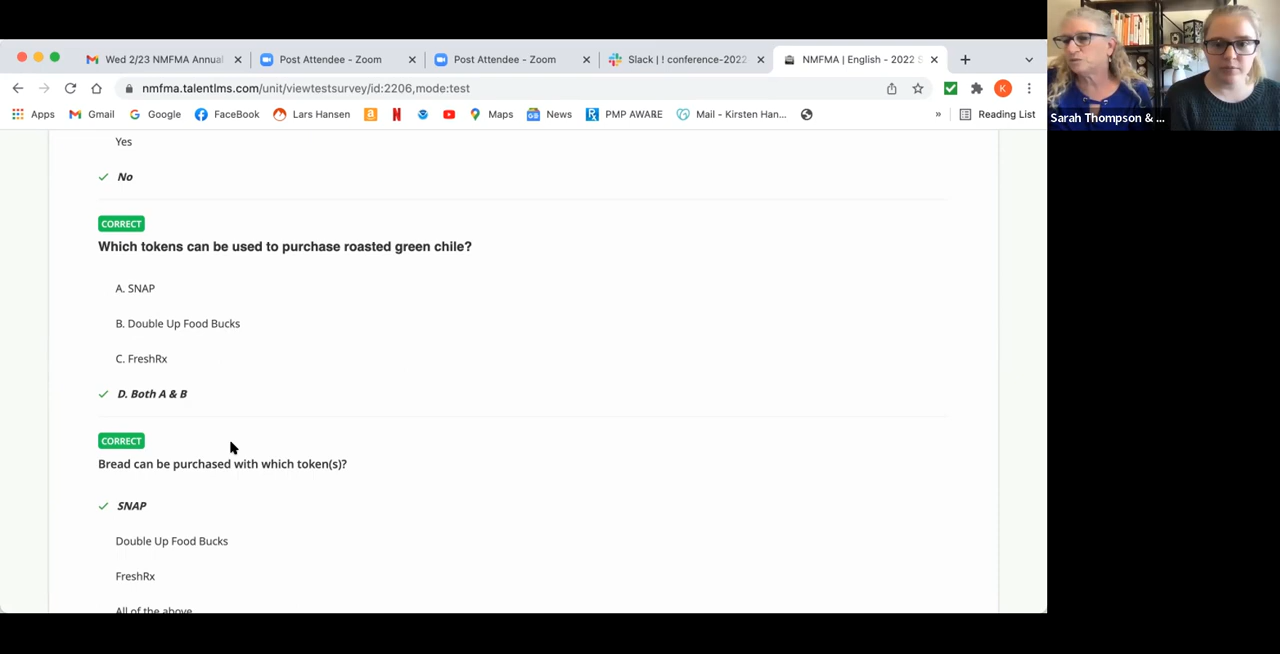 Wed 2/23 NMFMA Annual
Post Attendee - Zoom
Post Attendee - Zoom
Slack | ! conference-2022
NMFMA | English - 2022 S
nmfma.talentlms.com/unit/viewtestsurvey/id:2206,mode:test
K
Apps
Gmail
Google
FaceBook
Lars Hansen
Maps
News
PMP AWARE
Mail - Kirsten Han...
»
Reading List
Sarah Thompson & ...
Yes
No
CORRECT
Which tokens can be used to purchase roasted green chile?
A. SNAP
B. Double Up Food Bucks
C. FreshRx
D. Both A & B
CORRECT
Bread can be purchased with which token(s)?
SNAP
Double Up Food Bucks
FreshRx
All of the above